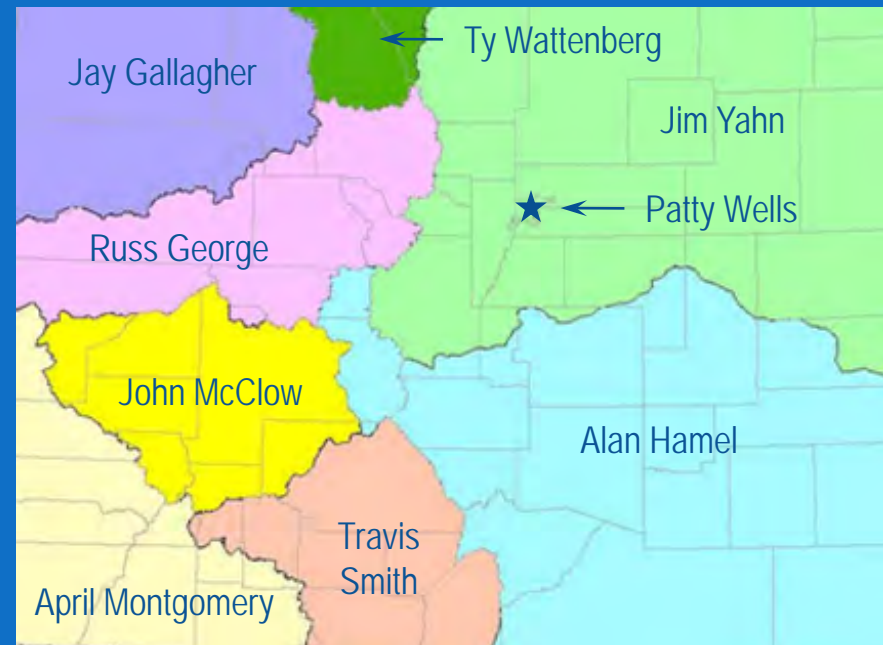 Ty Wattenberg
Jay Gallagher
Jim Yahn
Patty Wells
Russ George
John McClow
Alan Hamel
Travis
Smith
April Montgomery